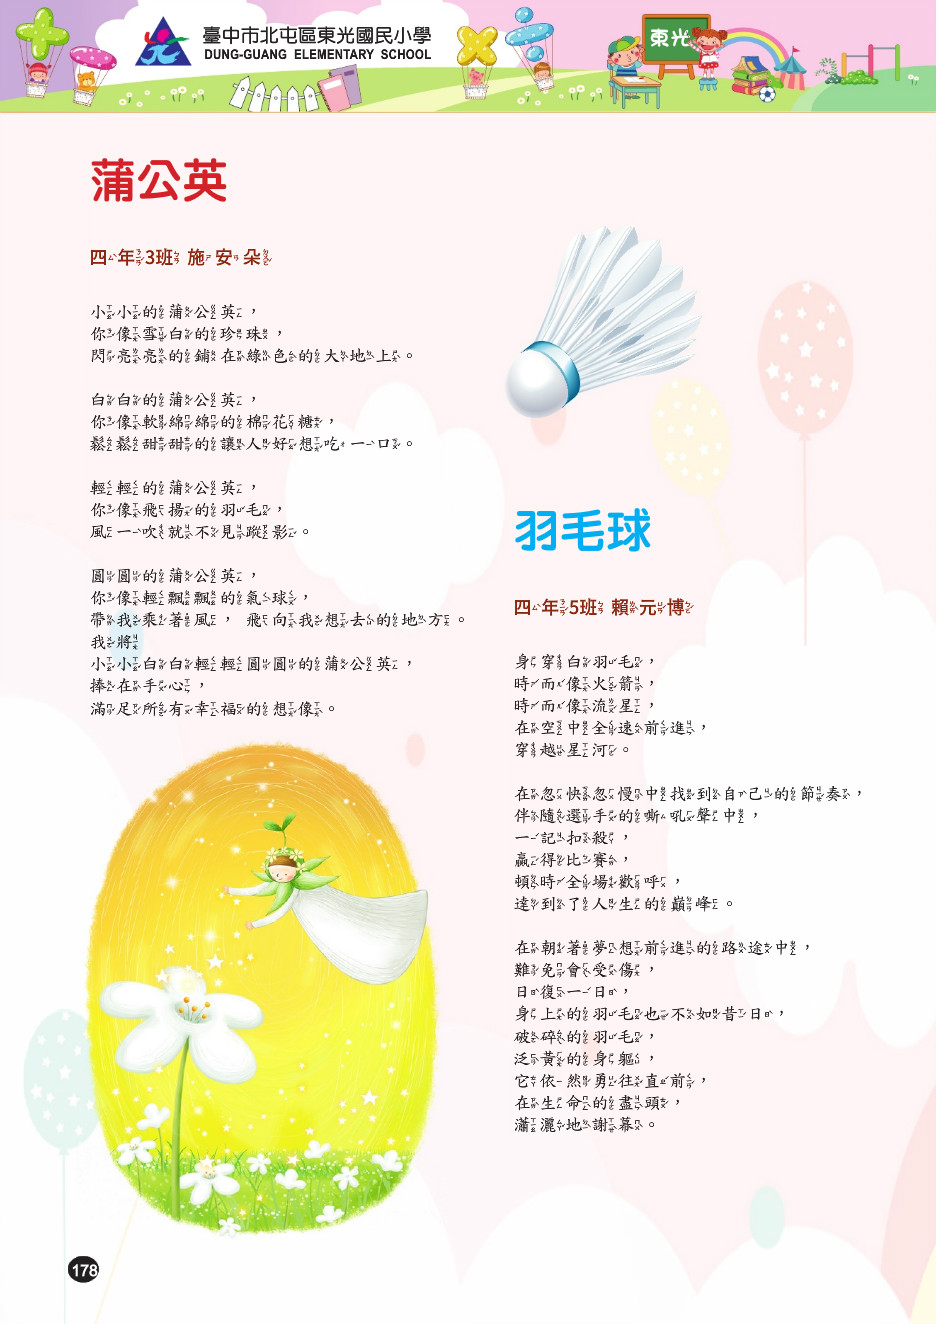 臺中市北屯區東光國民小學
DUNG-GUANG ELEMENTARY SCHOOL
東光
蒲公英
四年3班 施安朵
小小的蒲公英，
你像雪白的珍珠，
閃亮亮的鋪在綠色的大地上。
白白的蒲公英，
你像軟綿綿的棉花糖，
鬆鬆甜甜的讓人好想吃一口。
輕輕的蒲公英，
你像飛揚的羽毛，
風一吹就不見蹤影。
圓圓的蒲公英，
你像輕飄飄的氣球，
帶我乘著風，飛向我想去的地方。
我將
小小白白輕輕圓圓的蒲公英，
捧在手心，
滿足所有幸福的想像。
羽毛球
四年5班 賴元博
身穿白羽毛，
時而像火箭，
時而像流星，
在空中全速前進，
穿越星河。
在忽快忽慢中找到自己的節奏，
伴隨選手的嘶吼聲中，
一記扣殺，
贏得比賽，
頓時全場歡呼，
達到了人生的巔峰。
在朝著夢想前進的路途中，
難免會受傷，
日復一日，
身上的羽毛也不如昔日，
破碎的羽毛，
泛黃的身軀，
它依然勇往直前，
在生命的盡頭，
瀟灑地謝幕。
178